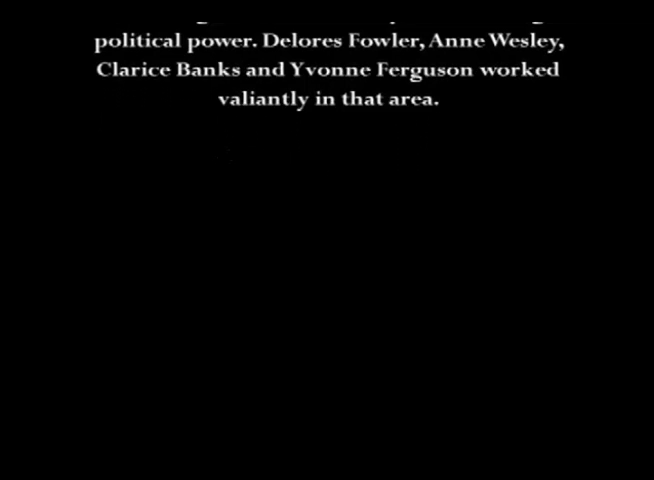 political power. Delores Fowler, Anne Wesley,
Clarice Banks and Yvonne Ferguson worked
valiantly in that area.